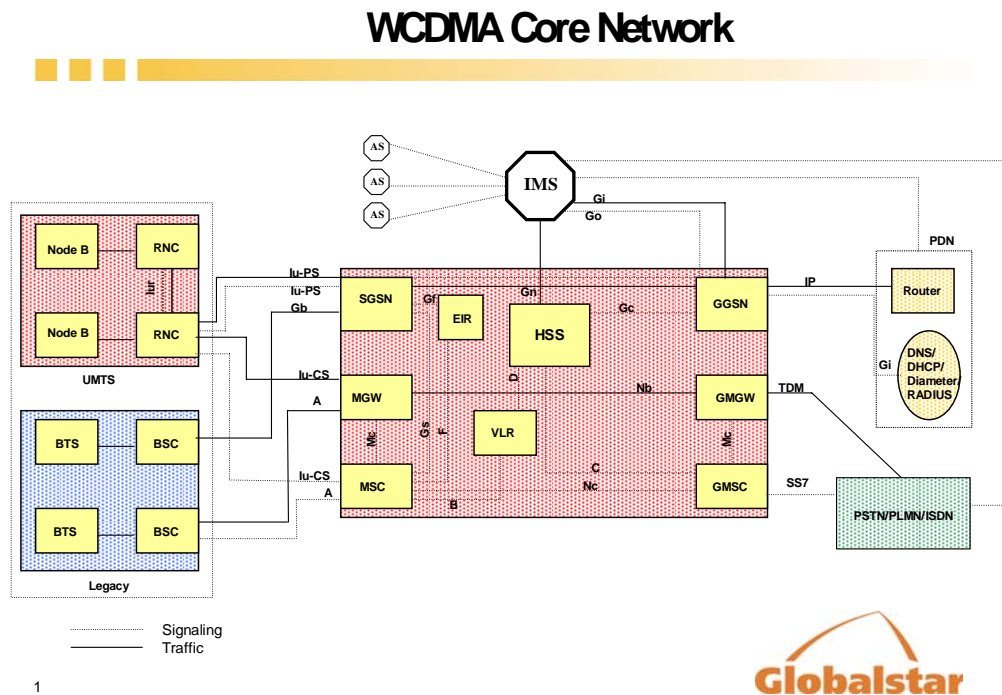 WCDMA Core Network
AS
AS
AS
IMS
Gi
Go
PDN
Node B
RNC
Iur
Node B
RNC
UMTS
Iu-PS
Iu-PS
Gb
Iu-CS
A
Iu-CS
A
SGSN
Gf
EIR
Gn
HSS
Gc
GGSN
IP
Router
Gi
DNS/
DHCP/
Diameter/
RADIUS
MGW
D
Nb
GMGW
TDM
Mc
Gs
F
VLR
Mc
MSC
B
C
Nc
GMSC
SS7
PSTN/PLMN/ISDN
BTS
BSC
BTS
BSC
Legacy
Signaling
Traffic
1
Globalstar